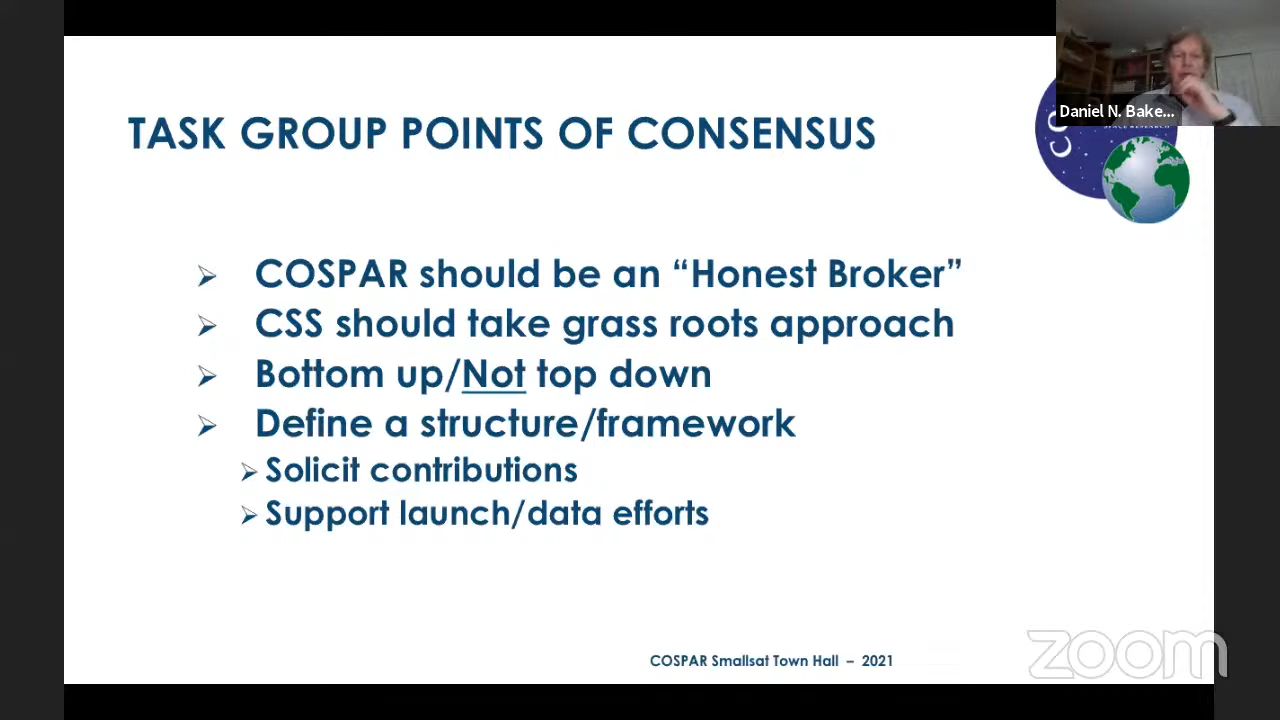 Daniel N. Bake...
TASK GROUP POINTS OF CONSENSUS
➢ COSPAR should be an “Honest Broker”
➢ CSS should take grass roots approach
➢ Bottom up/Not top down
➢ Define a structure/framework
➢ Solicit contributions
➢ Support launch/data efforts
COSPAR Smallsat Town Hall – 2021
zoom